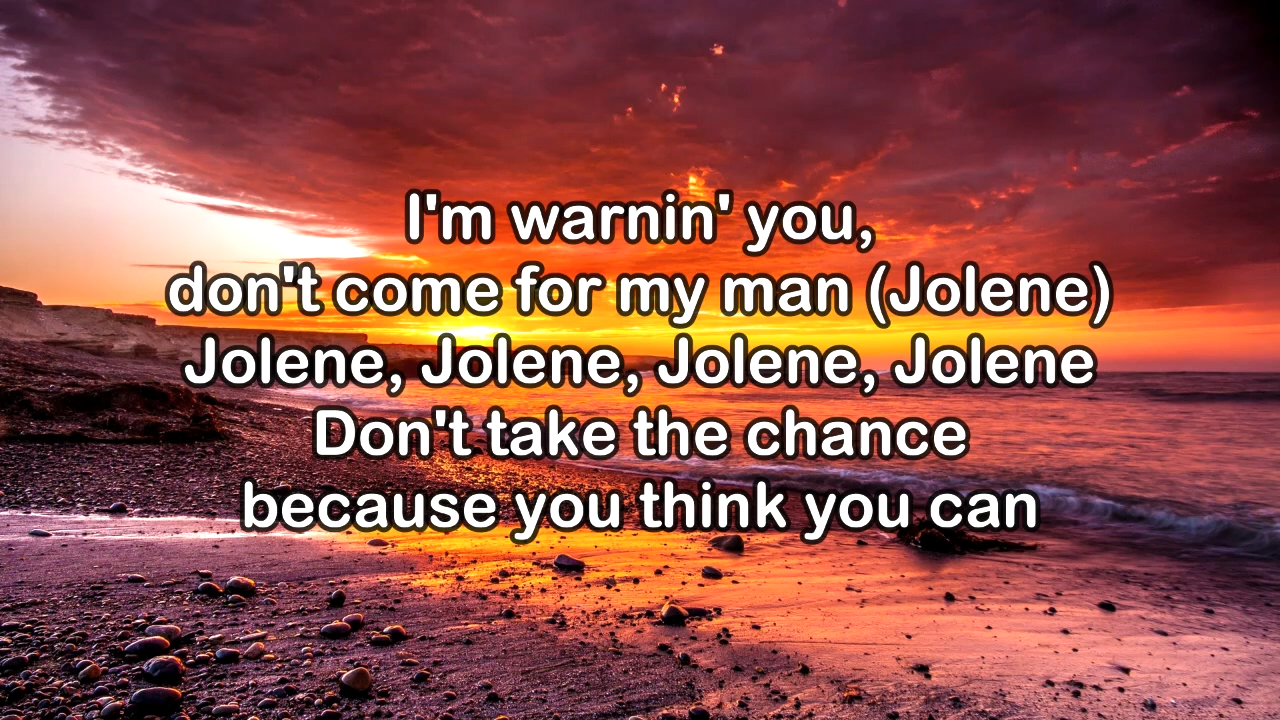 I'm warnin' you,
don't come for my man (Jolene)
Jolene, Jolene, Jolene, Jolene
Don't take the chance
because you think you can